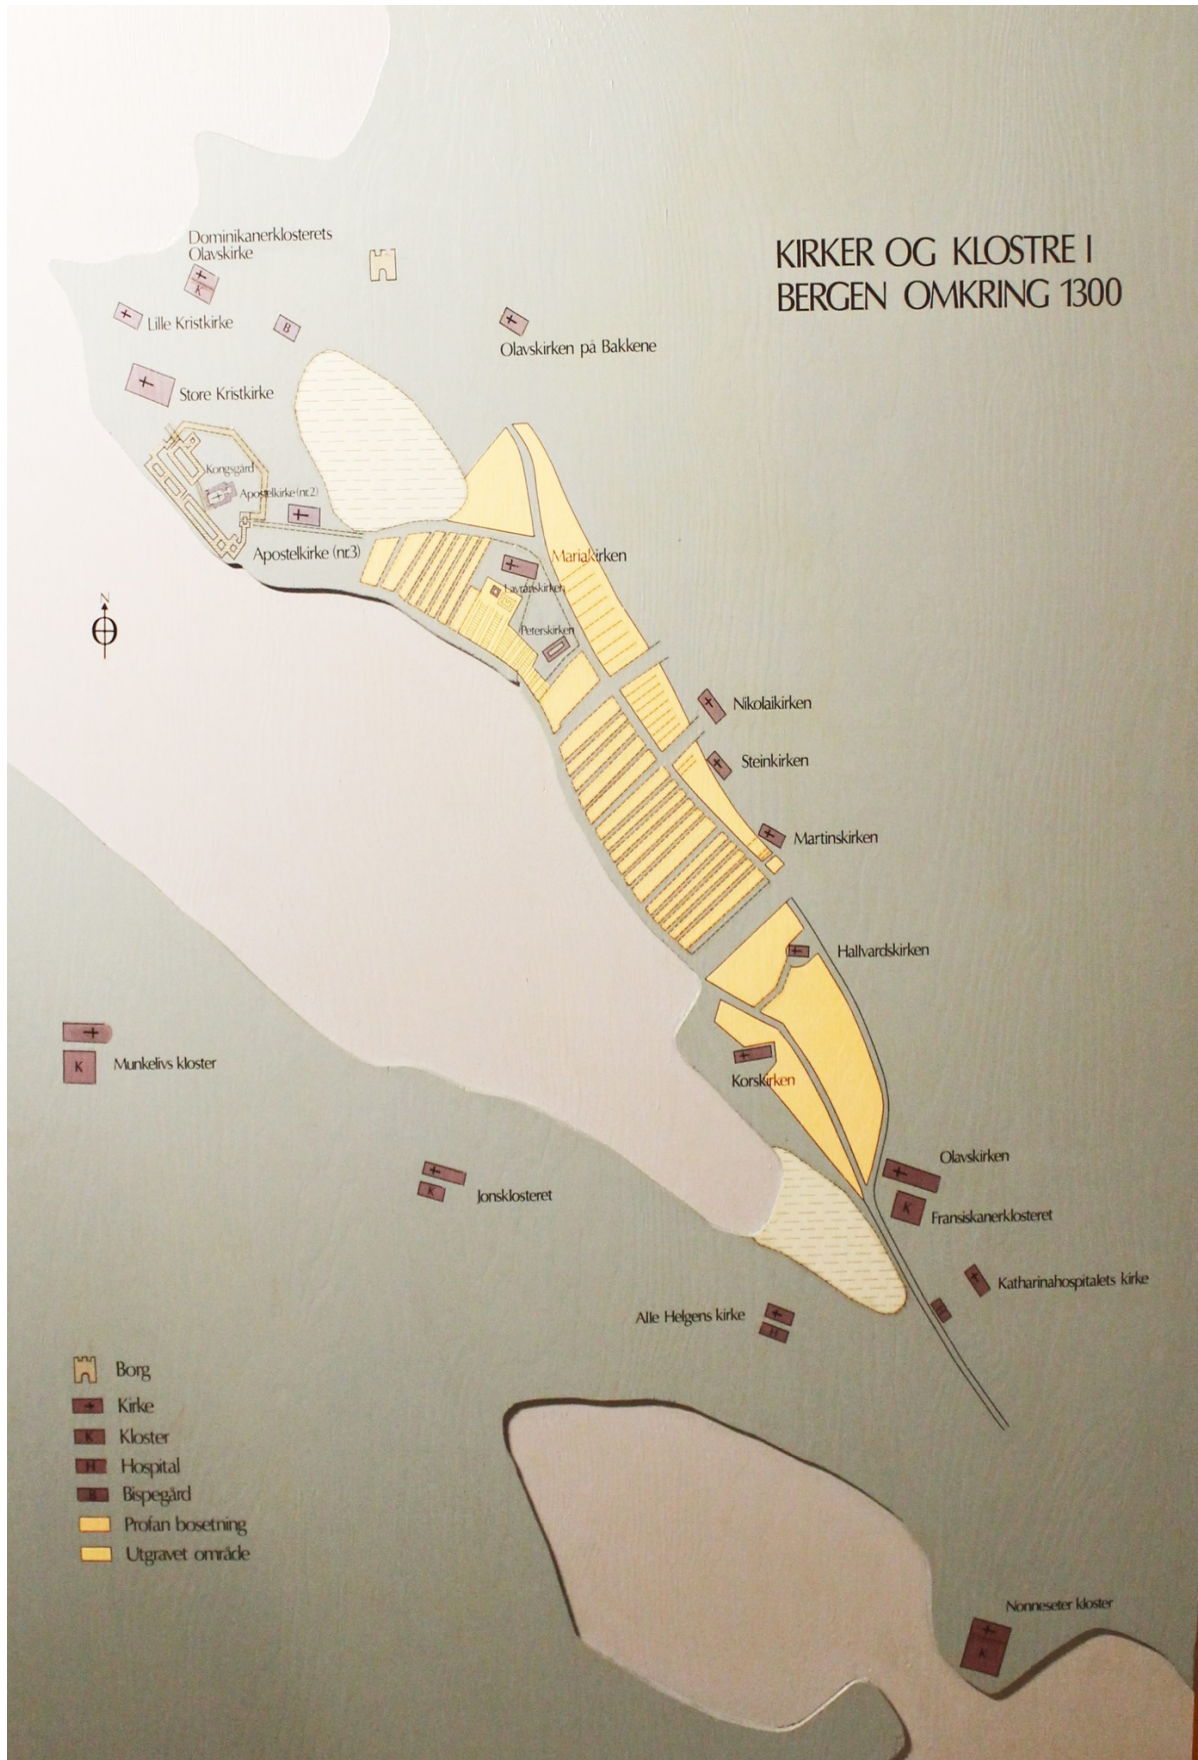 KIRKER OG KLOSTRE I
BERGEN OMKRING 1300
Dominikanerklosterets
Olavskirke
K
Lille Kristkirke
B
Olavskirken på Bakkene
Store Kristkirke
Kongsgård
Apostelkirke (nr.2)
Apostelkirke (nr.3)
Mariakirken
Lavranskirken
N
Peterskirken
Nikolaikirken
Steinkirken
Martinskirken
Hallvardskirken
Munkelivs kloster
K
Korskirken
Olavskirken
Jonsklosteret
K
Fransiskanerklosteret
K
Katharinahospitalets kirke
H
Alle Helgens kirke
H
Borg
Kirke
K Kloster
H Hospital
B Bispegård
Profan bosetning
Utgravet område
Nonneseter kloster
K